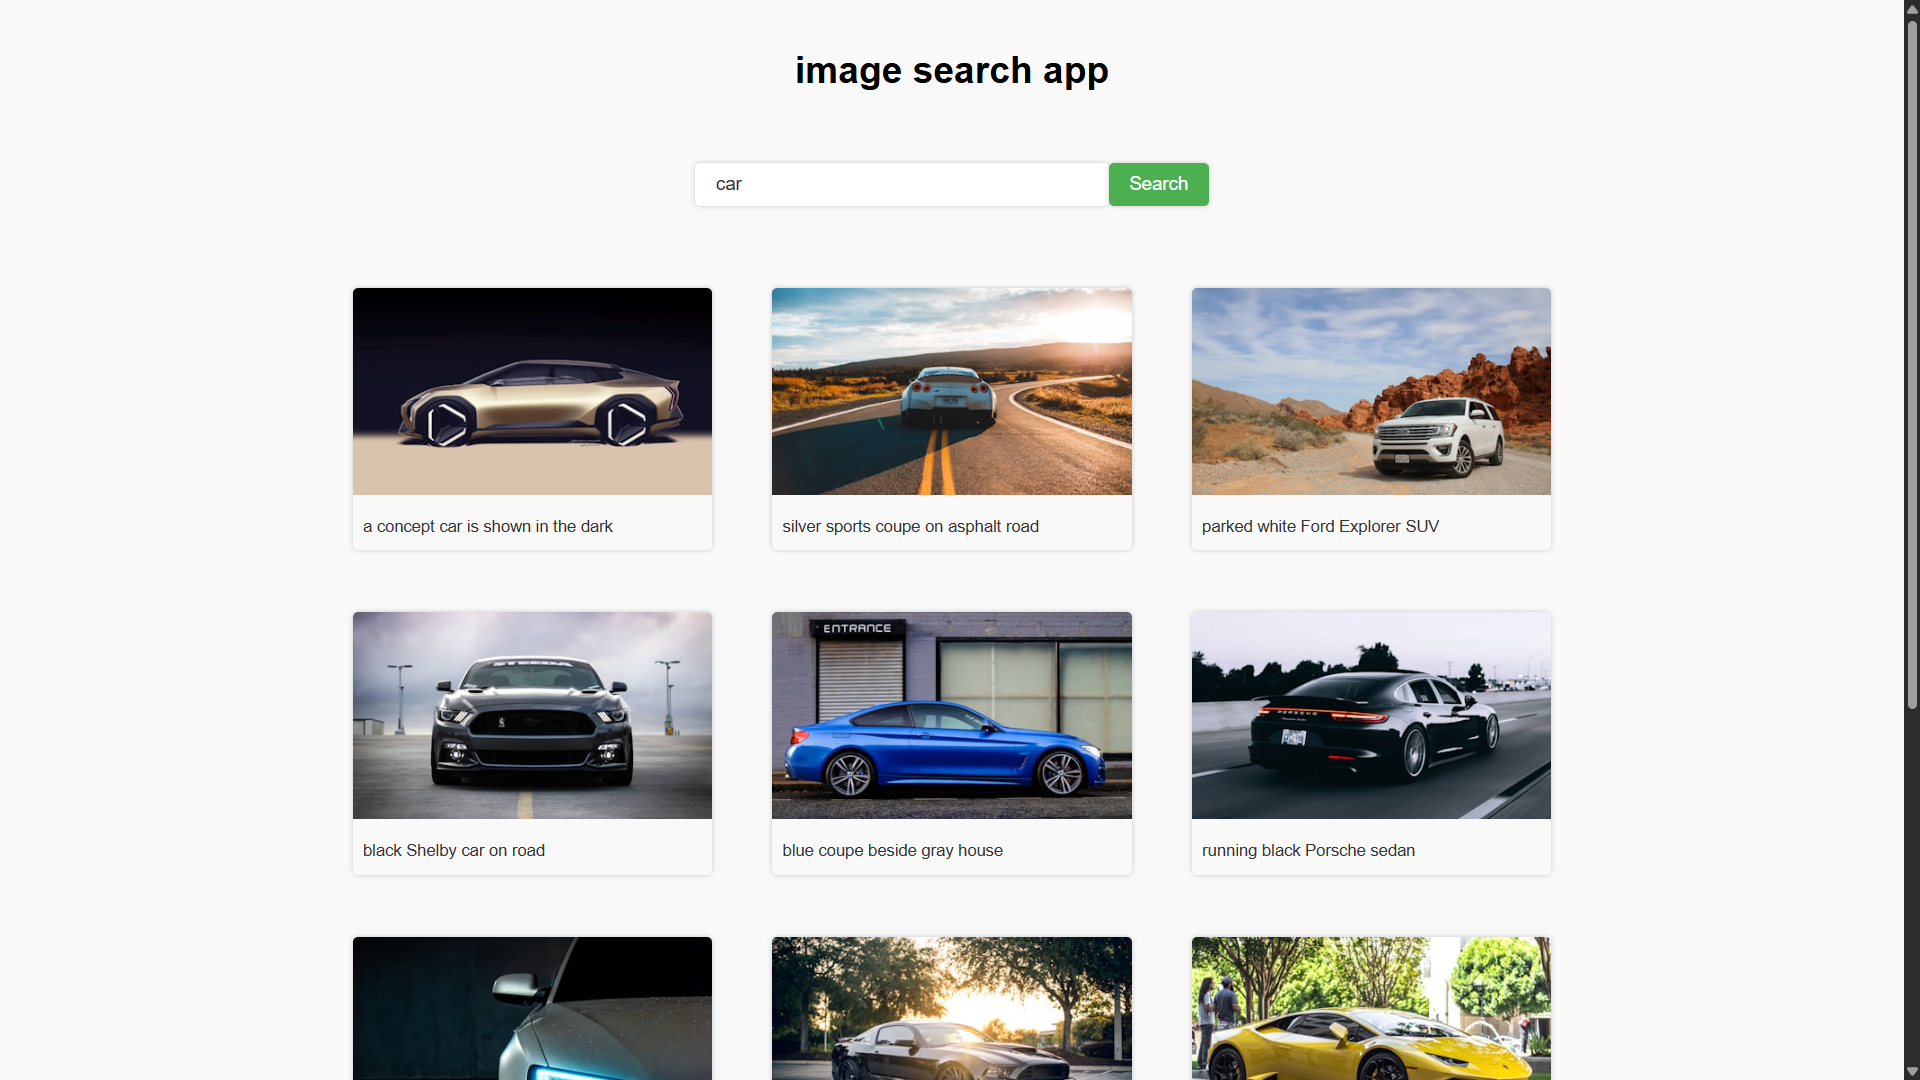 image search app
car
Search
a concept car is shown in the dark
silver sports coupe on asphalt road
parked white Ford Explorer SUV
STEEDA
ENTRANCE
PORSCHE
black Shelby car on road
blue coupe beside gray house
running black Porsche sedan